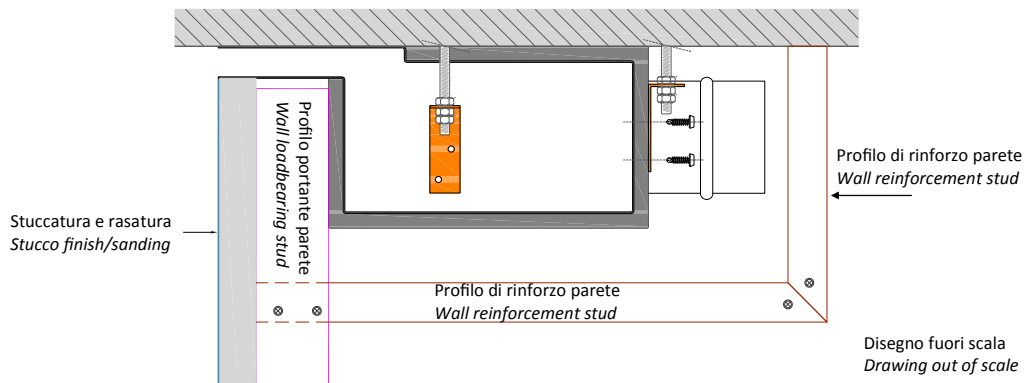 Profilo portante parete
Wall loadbearing stud
Profilo di rinforzo parete
Wall reinforcement stud
Stuccatura e rasatura
Stucco finish/sanding
Profilo di rinforzo parete
Wall reinforcement stud
Disegno fuori scala
Drawing out of scale